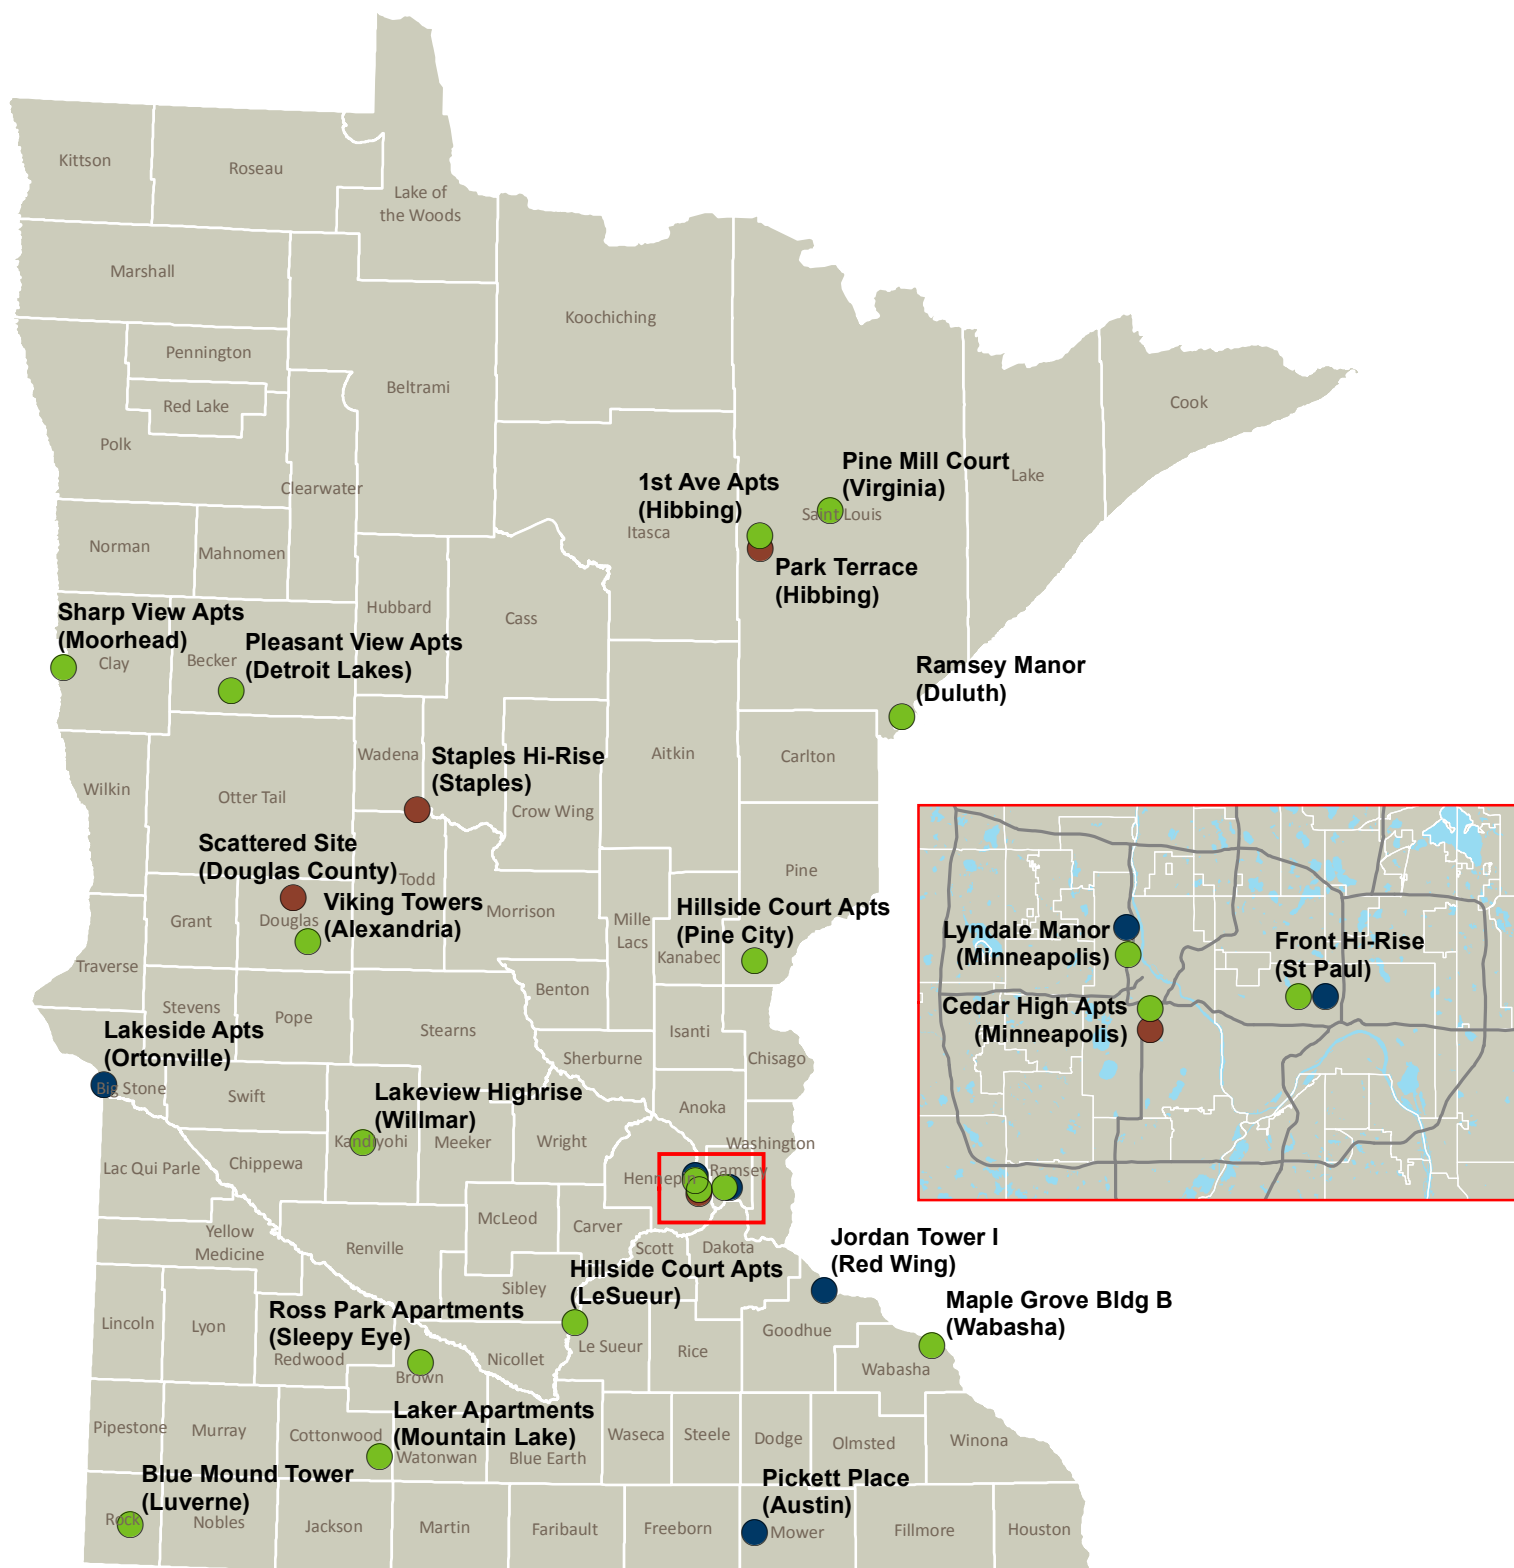 Kittson
Roseau
Lake of
the Woods
Marshall
Koochiching
Pennington
Beltrami
Red Lake
Cook
Polk
Pine Mill Court
(Virginia)
Lake
1st Ave Apts
(Hibbing)
Clearwater
Saint Louis
Itasca
Norman
Mahnomen
Park Terrace
(Hibbing)
Hubbard
Cass
Sharp View Apts
(Moorhead)
Clay
Becker
Pleasant View Apts
(Detroit Lakes)
Ramsey Manor
(Duluth)
Wadena
Staples Hi-Rise
(Staples)
Aitkin
Carlton
Wilkin
Otter Tail
Crow Wing
Scattered Site
(Douglas County)
Todd
Pine
Viking Towers
(Alexandria)
Grant
Douglas
Morrison
Mille
Lacs
Hillside Court Apts
(Pine City)
Kanabec
Lyndale Manor
(Minneapolis)
Front Hi-Rise
(St Paul)
Cedar High Apts
(Minneapolis)
Traverse
Stevens
Pope
Benton
Stearns
Isanti
Lakeside Apts
(Ortonville)
Sherburne
Chisago
Big Stone
Swift
Lakeview Highrise
(Willmar)
Anoka
Kandiyohi
Meeker
Wright
Washington
Lac Qui Parle
Chippewa
Hennepin
Ramsey
Yellow
Medicine
Renville
McLeod
Carver
Scott
Dakota
Jordan Tower I
(Red Wing)
Hillside Court Apts
(LeSueur)
Sibley
Maple Grove Bldg B
(Wabasha)
Ross Park Apartments
(Sleepy Eye)
Lincoln
Lyon
Redwood
Nicollet
Le Sueur
Rice
Goodhue
Wabasha
Brown
Laker Apartments
(Mountain Lake)
Pipestone
Murray
Cottonwood
Watonwan
Blue Earth
Waseca
Steele
Dodge
Olmsted
Winona
Blue Mound Tower
(Luverne)
Pickett Place
(Austin)
Rock
Nobles
Jackson
Martin
Faribault
Freeborn
Mower
Fillmore
Houston